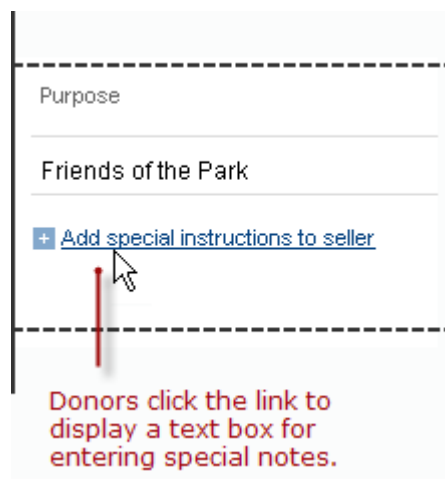 Purpose
Friends of the Park
+ Add special instructions to seller
Donors click the link to
display a text box for
entering special notes.